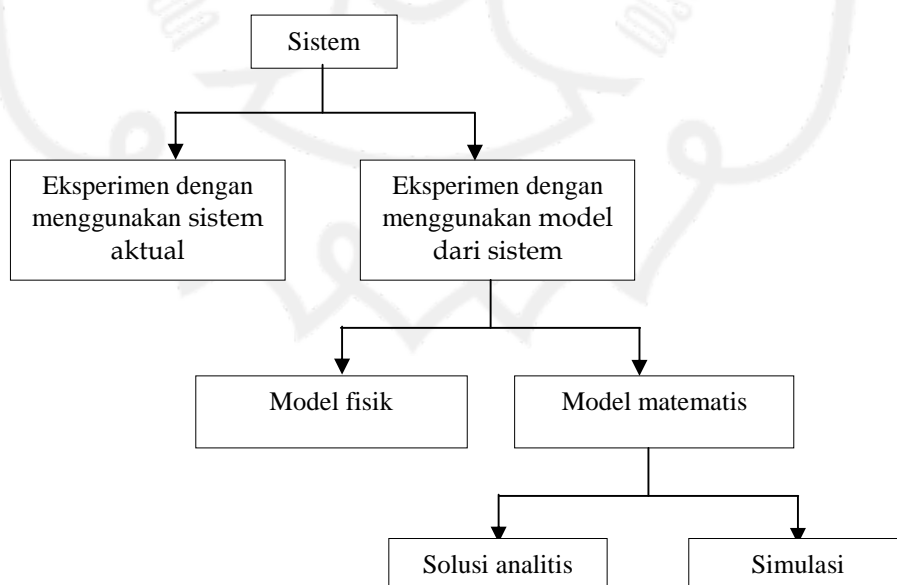 Sistem
Eksperimen dengan
menggunakan sistem
aktual
Eksperimen dengan
menggunakan model
dari sistem
Model fisik
Model matematis
Solusi analitis
Simulasi